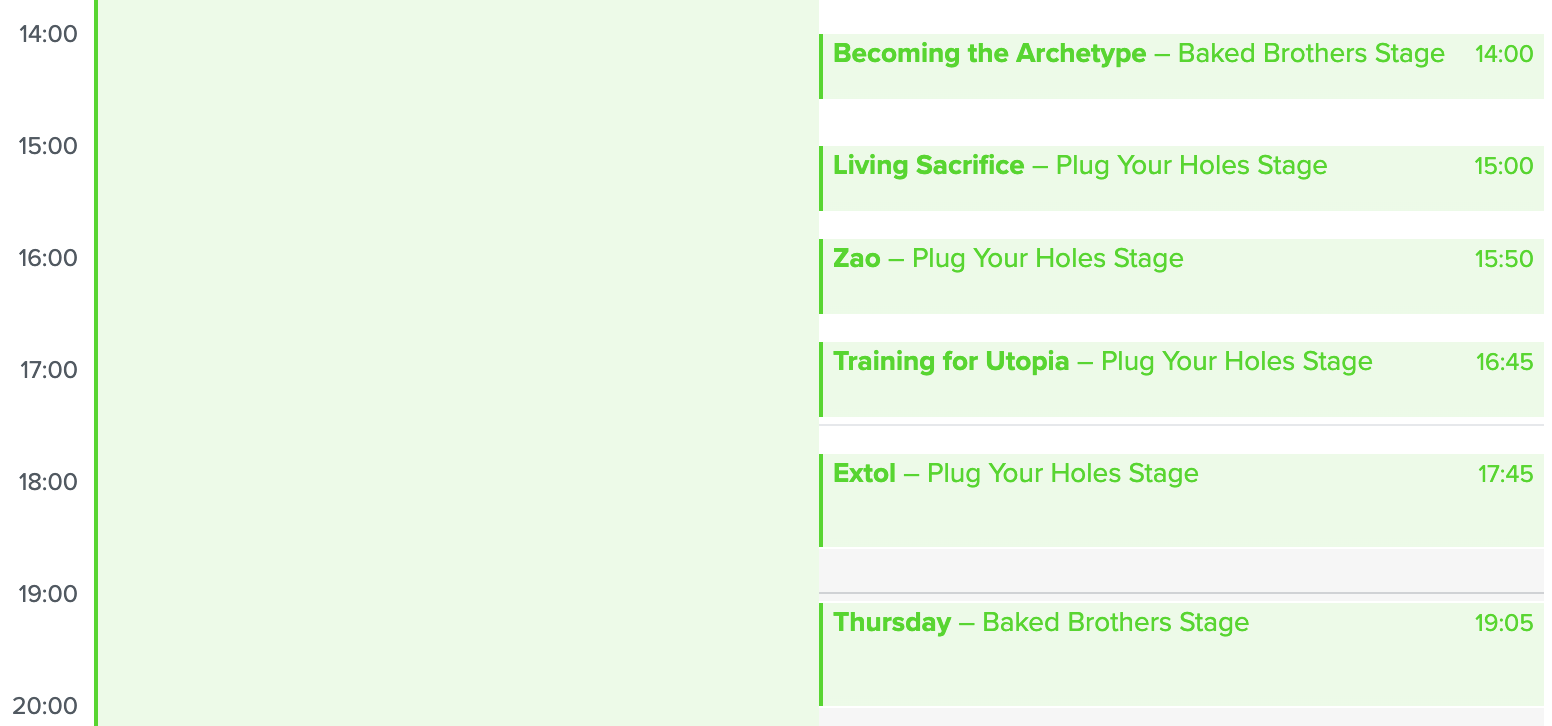 14:00
Becoming the Archetype – Baked Brothers Stage 14:00
15:00
Living Sacrifice – Plug Your Holes Stage 15:00
16:00
Zao – Plug Your Holes Stage 15:50
17:00
Training for Utopia – Plug Your Holes Stage 16:45
18:00
Extol – Plug Your Holes Stage 17:45
19:00
Thursday – Baked Brothers Stage 19:05
20:00